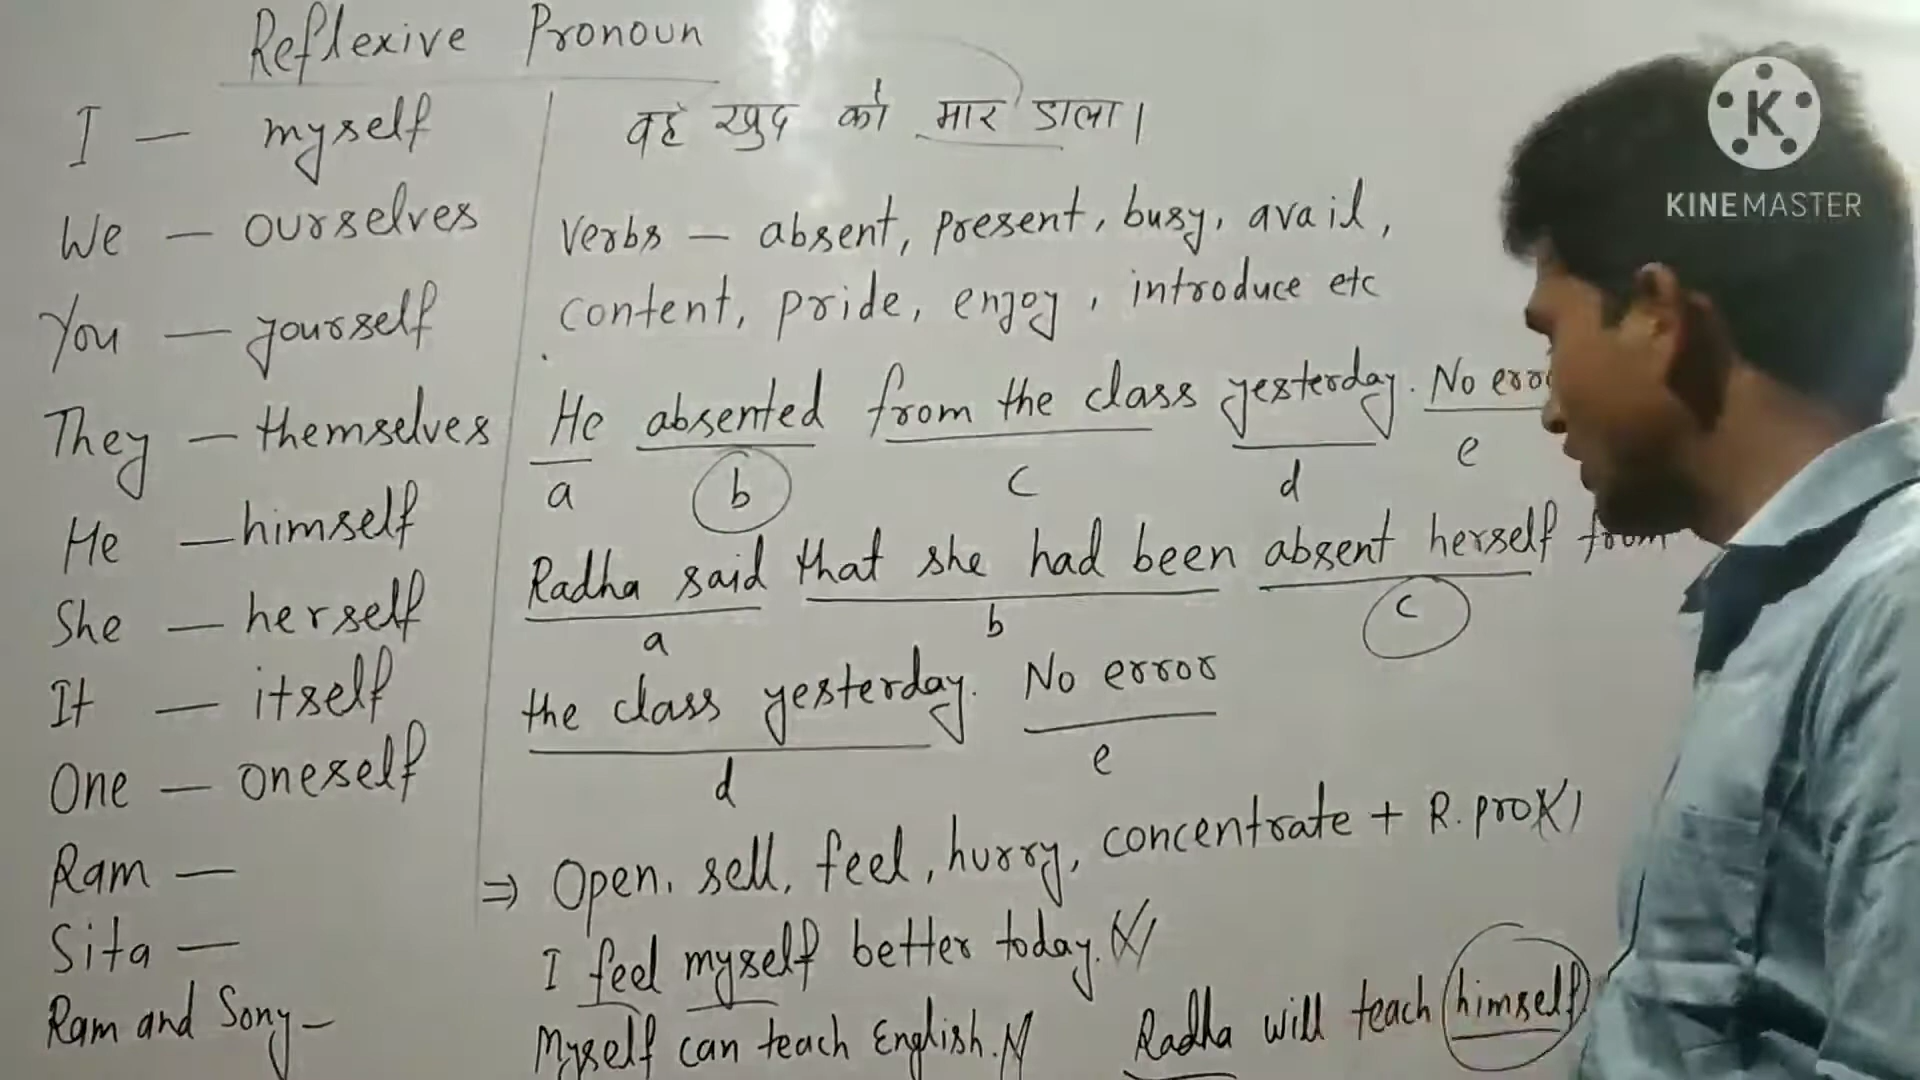 Reflexive Pronoun
I — myself
We — ourselves
You — yourself
They — themselves
He — himself
She — herself
It — itself
One — oneself
Ram —
Sita —
Ram and Sony —
वह खुद को मार डाला।
Verbs — absent, present, busy, avail,
content, pride, enjoy, introduce etc
He absented from the class yesterday. No
a b c d e
Radha said that she had been absent herself from
a b c
the class yesterday. No error
d e
⇒ Open, sell, feel, hurry, concentrate + R. pro(X)
I feel myself better today. (X)
Myself can teach English.
Radha will teach himself
K
KINEMASTER